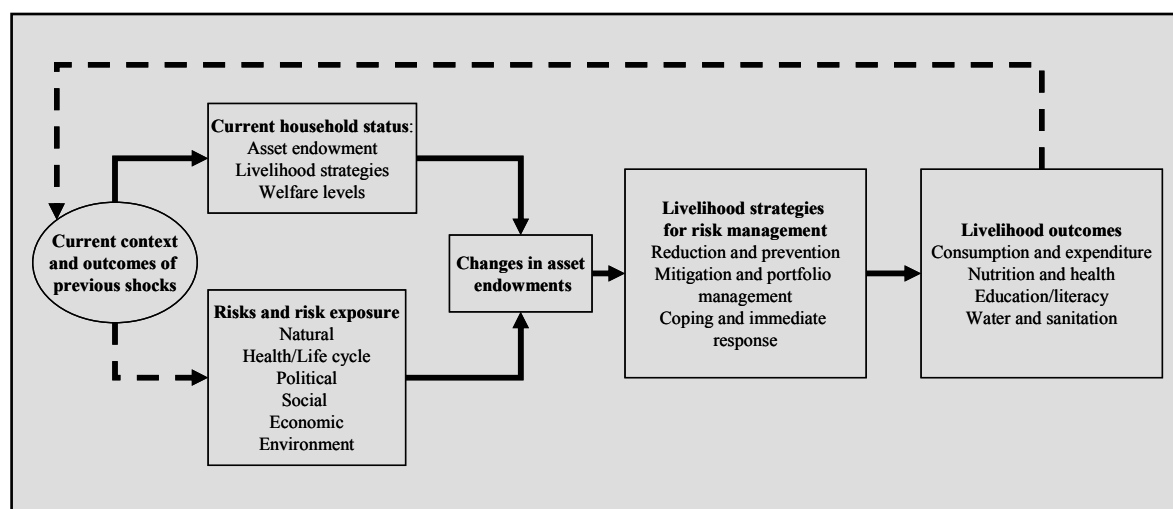 Current household status:
Asset endowment
Livelihood strategies
Welfare levels
Current context
and outcomes of
previous shocks
Risks and risk exposure
Natural
Health/Life cycle
Political
Social
Economic
Environment
Changes in asset
endowments
Livelihood strategies
for risk management
Reduction and prevention
Mitigation and portfolio
management
Coping and immediate
response
Livelihood outcomes
Consumption and expenditure
Nutrition and health
Education/literacy
Water and sanitation